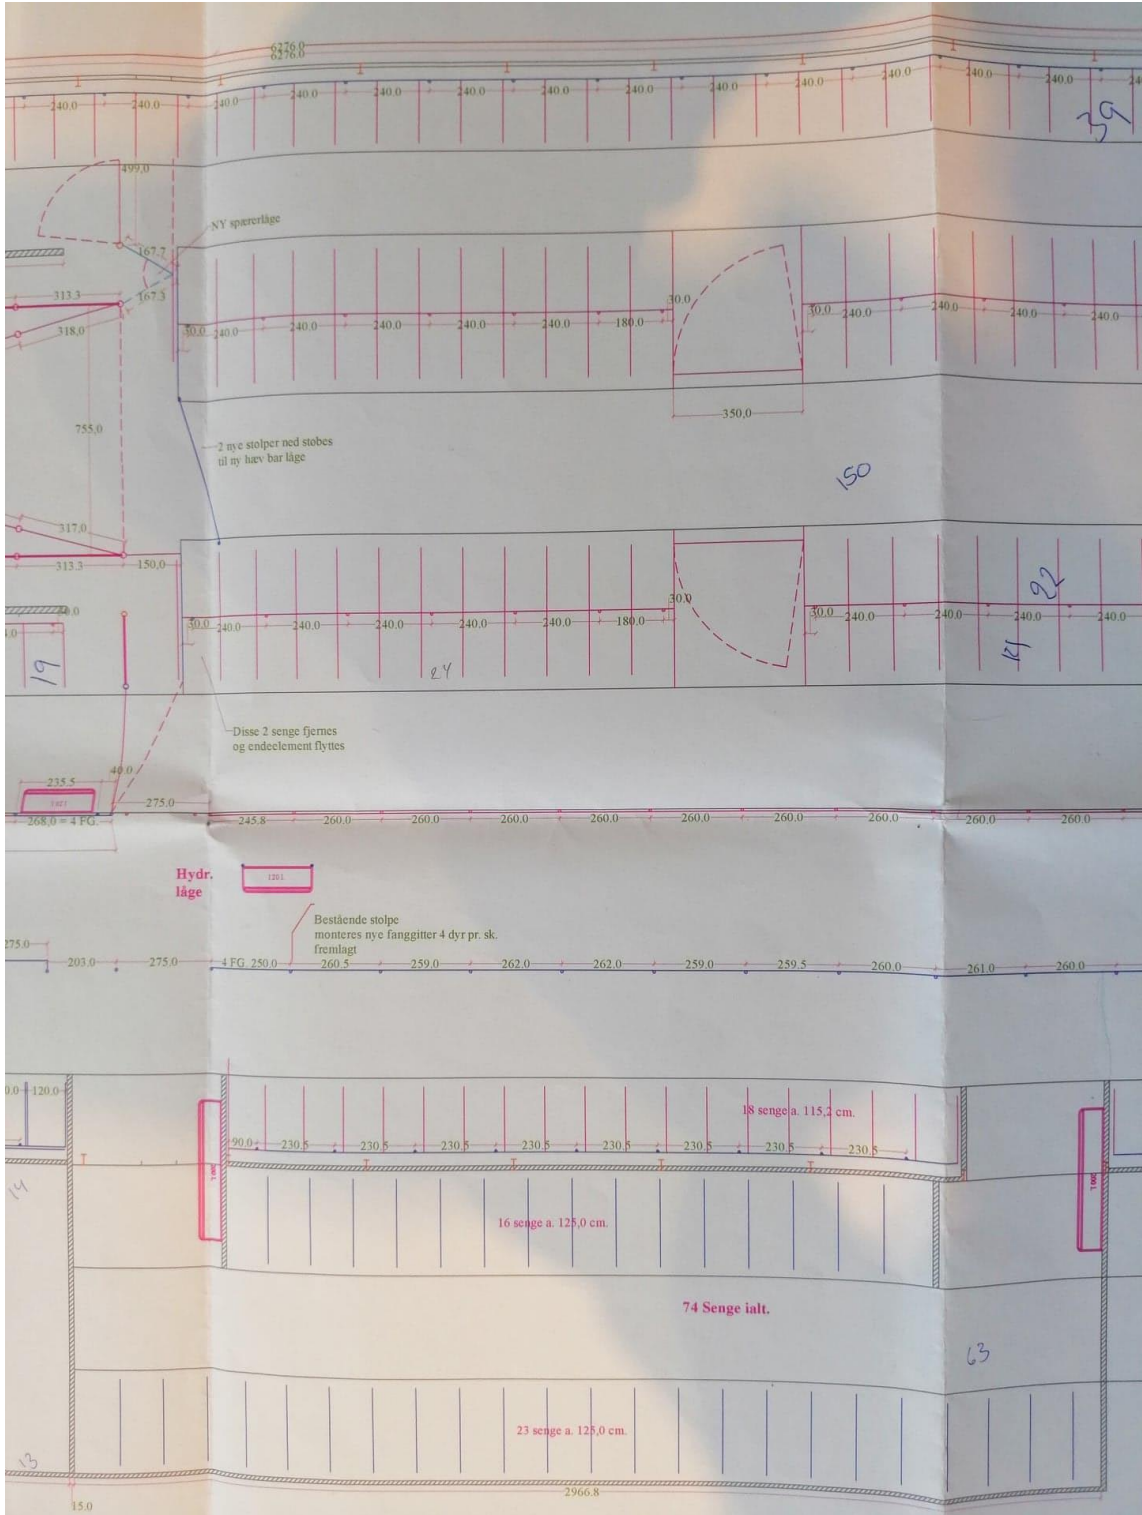 6276.0
6276.0
240.0 240.0 240.0 240.0 240.0 240.0 240.0 240.0 240.0 240.0 240.0 240.0 240.0 240.0
39
499,0
NY spærerlåge
167.7
313.3 167.3
318,0
30.0 240.0 240.0 240.0 240.0 240.0 180.0 30.0 30.0 240.0 240.0 240.0 240.0 240.0
350,0
755,0
2 nye stolper ned støbes
til ny hæv bar låge
150
317,0
313.3 150,0
30.0 240.0 240.0 240.0 240.0 240.0 180.0 30.0 30.0 240.0 240.0 240.0 240.0
22
14
19
24
Disse 2 senge fjernes
og endeelement flyttes
40.0
235.5
275.0
268,0 = 4 FG.
245.8 260.0 260.0 260.0 260.0 260.0 260.0 260.0 260.0 260.0
Hydr.
låge
120 L
Bestående stolpe
monteres nye fanggitter 4 dyr pr. sk.
fremlagt
275.0 203.0 275.0 4 FG. 250.0 260.5 259.0 262.0 262.0 259.0 259.5 260.0 261.0 260.0
120.0
18 senge a. 115,2 cm.
90.0 230.5 230.5 230.5 230.5 230.5 230.5 230.5 230.5
14
16 senge a. 125,0 cm.
74 Senge ialt.
63
23 senge a. 125,0 cm.
13
2966.8
15.0